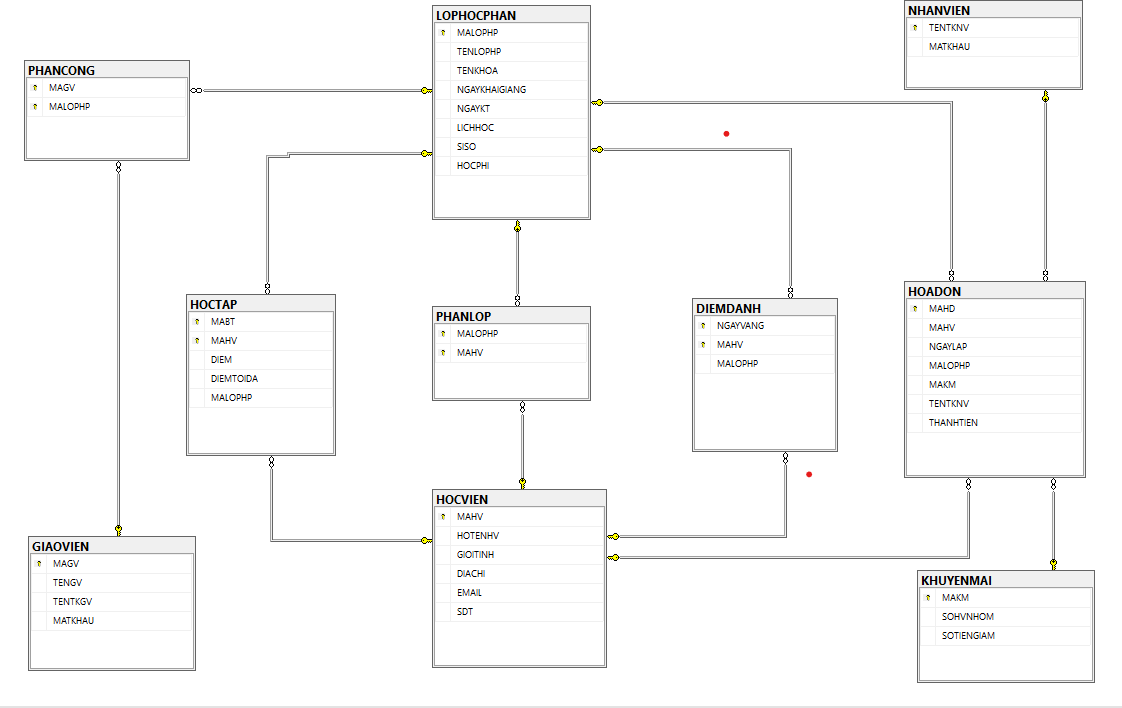 LOPHOCPHAN
MALOPHP
TENLOPHP
TENKHOA
NGAYKHAIGIANG
NGAYKT
LICHHOC
SISO
HOCPHI
NHANVIEN
TENTKNV
MATKHAU
PHANCONG
MAGV
MALOPHP
HOCTAP
MABT
MAHV
DIEM
DIEMTOIDA
MALOPHP
PHANLOP
MALOPHP
MAHV
DIEMDANH
NGAYVANG
MAHV
MALOPHP
HOADON
MAHD
MAHV
NGAYLAP
MALOPHP
MAKM
TENTKNV
THANHTIEN
GIAOVIEN
MAGV
TENGV
TENTKGV
MATKHAU
HOCVIEN
MAHV
HOTENHV
GIOITINH
DIACHI
EMAIL
SDT
KHUYENMAI
MAKM
SOHVNHOM
SOTIENGIAM